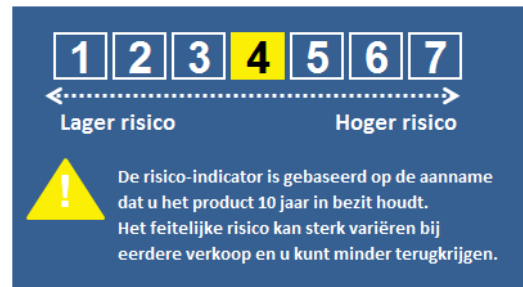 1 2 3 4 5 6 7
Lager risico Hoger risico
!
De risico-indicator is gebaseerd op de aanname
dat u het product 10 jaar in bezit houdt.
Het feitelijke risico kan sterk variëren bij
eerdere verkoop en u kunt minder terugkrijgen.